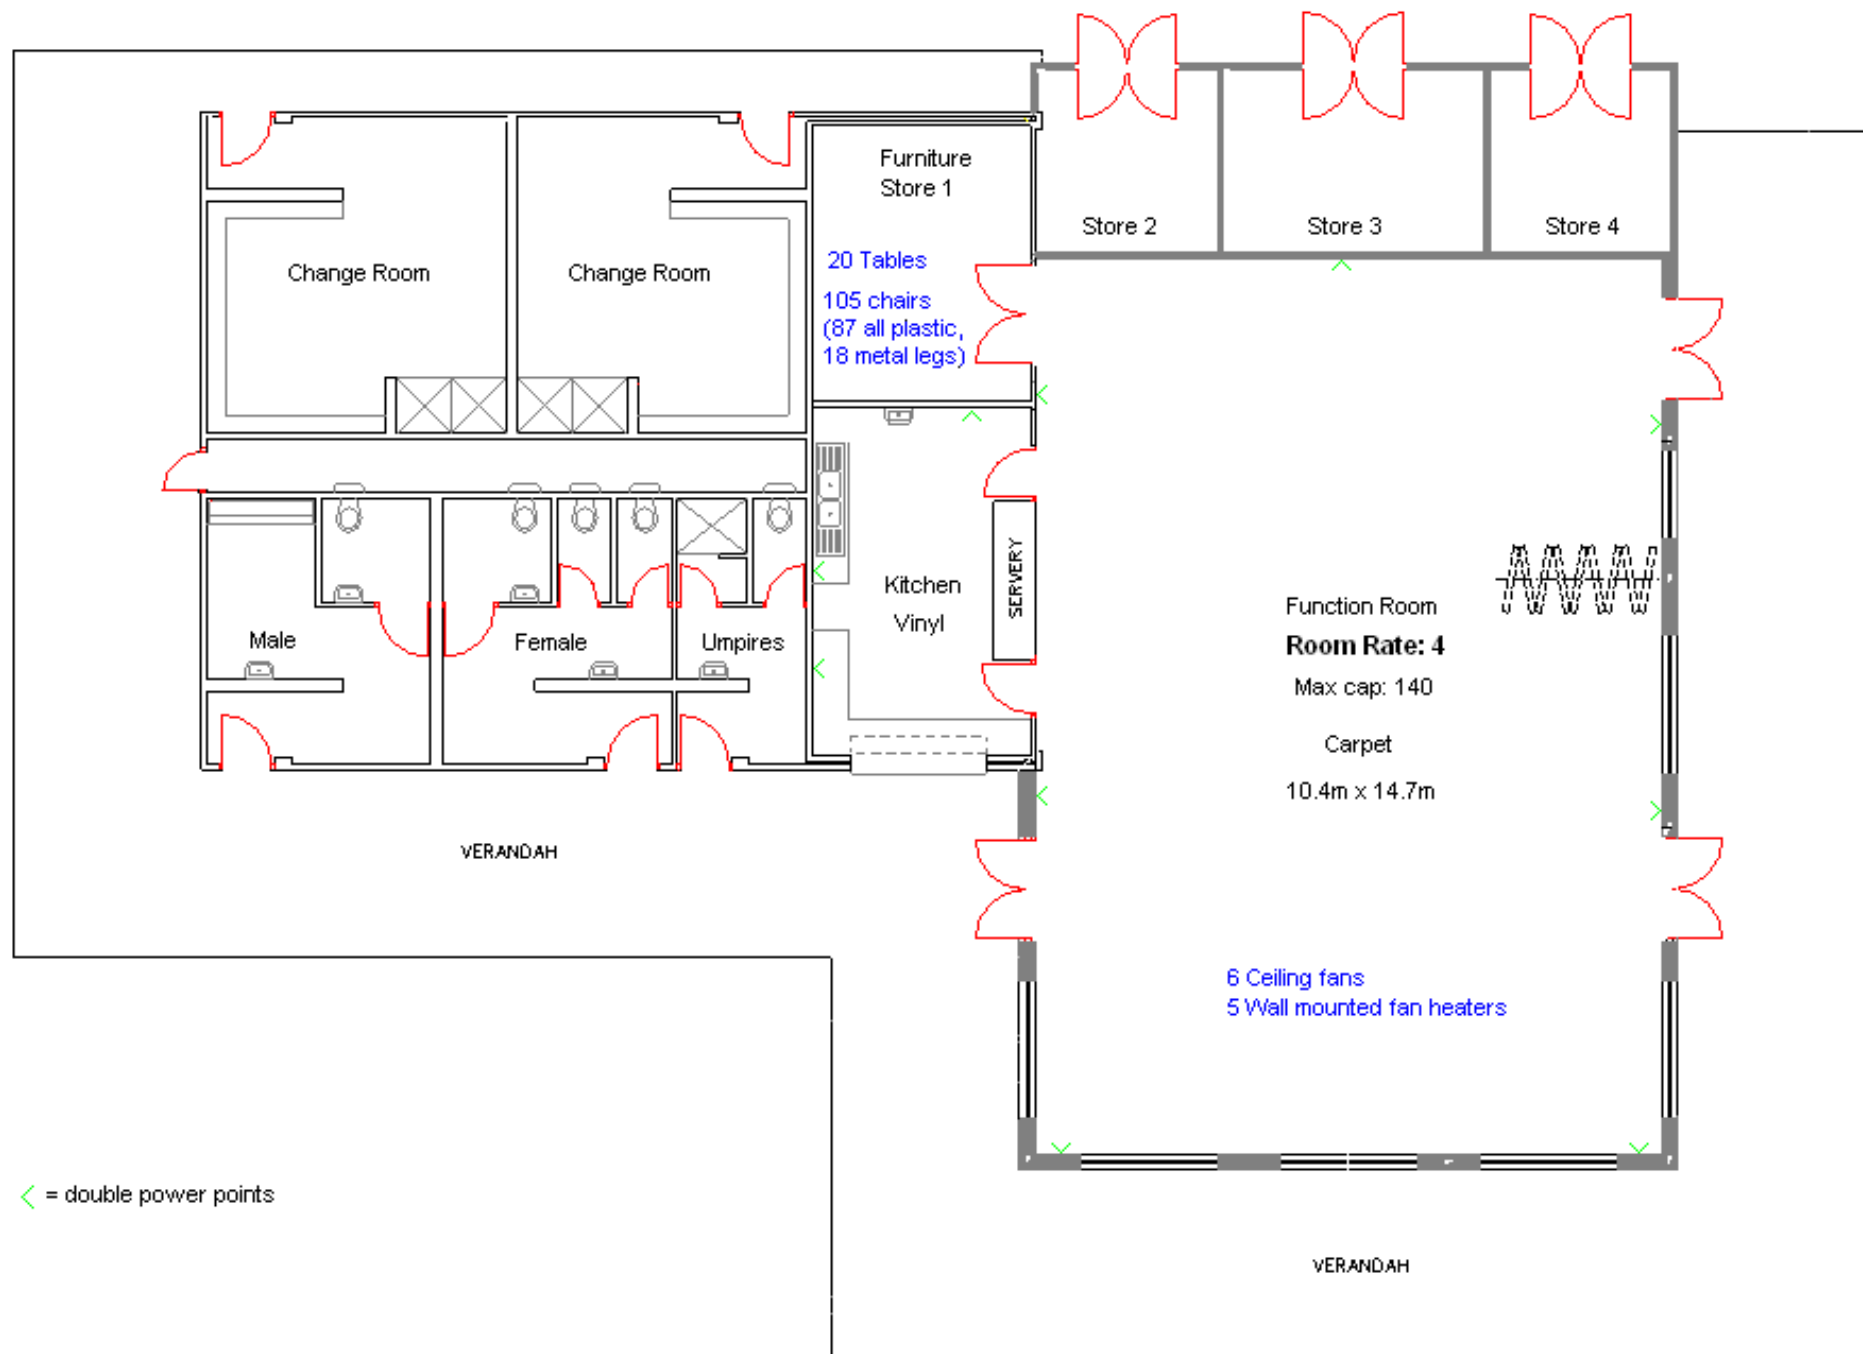 Furniture
Store 1
Store 2
Store 3
Store 4
Change Room
Change Room
20 Tables
105 chairs
(87 all plastic,
18 metal legs)
Kitchen
Vinyl
SERVERY
Male
Female
Umpires
Function Room
Room Rate: 4
Max cap: 140
Carpet
10.4m x 14.7m
VERANDAH
6 Ceiling fans
5 Wall mounted fan heaters
= double power points
VERANDAH